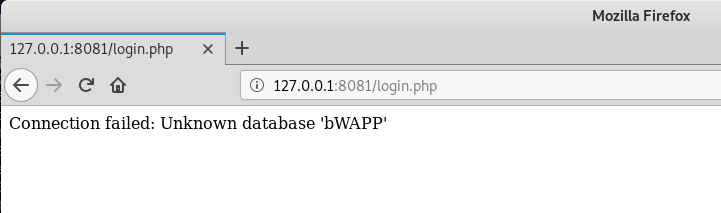 Mozilla Firefox
127.0.0.1:8081/login.php
127.0.0.1:8081/login.php
Connection failed: Unknown database 'bWAPP'